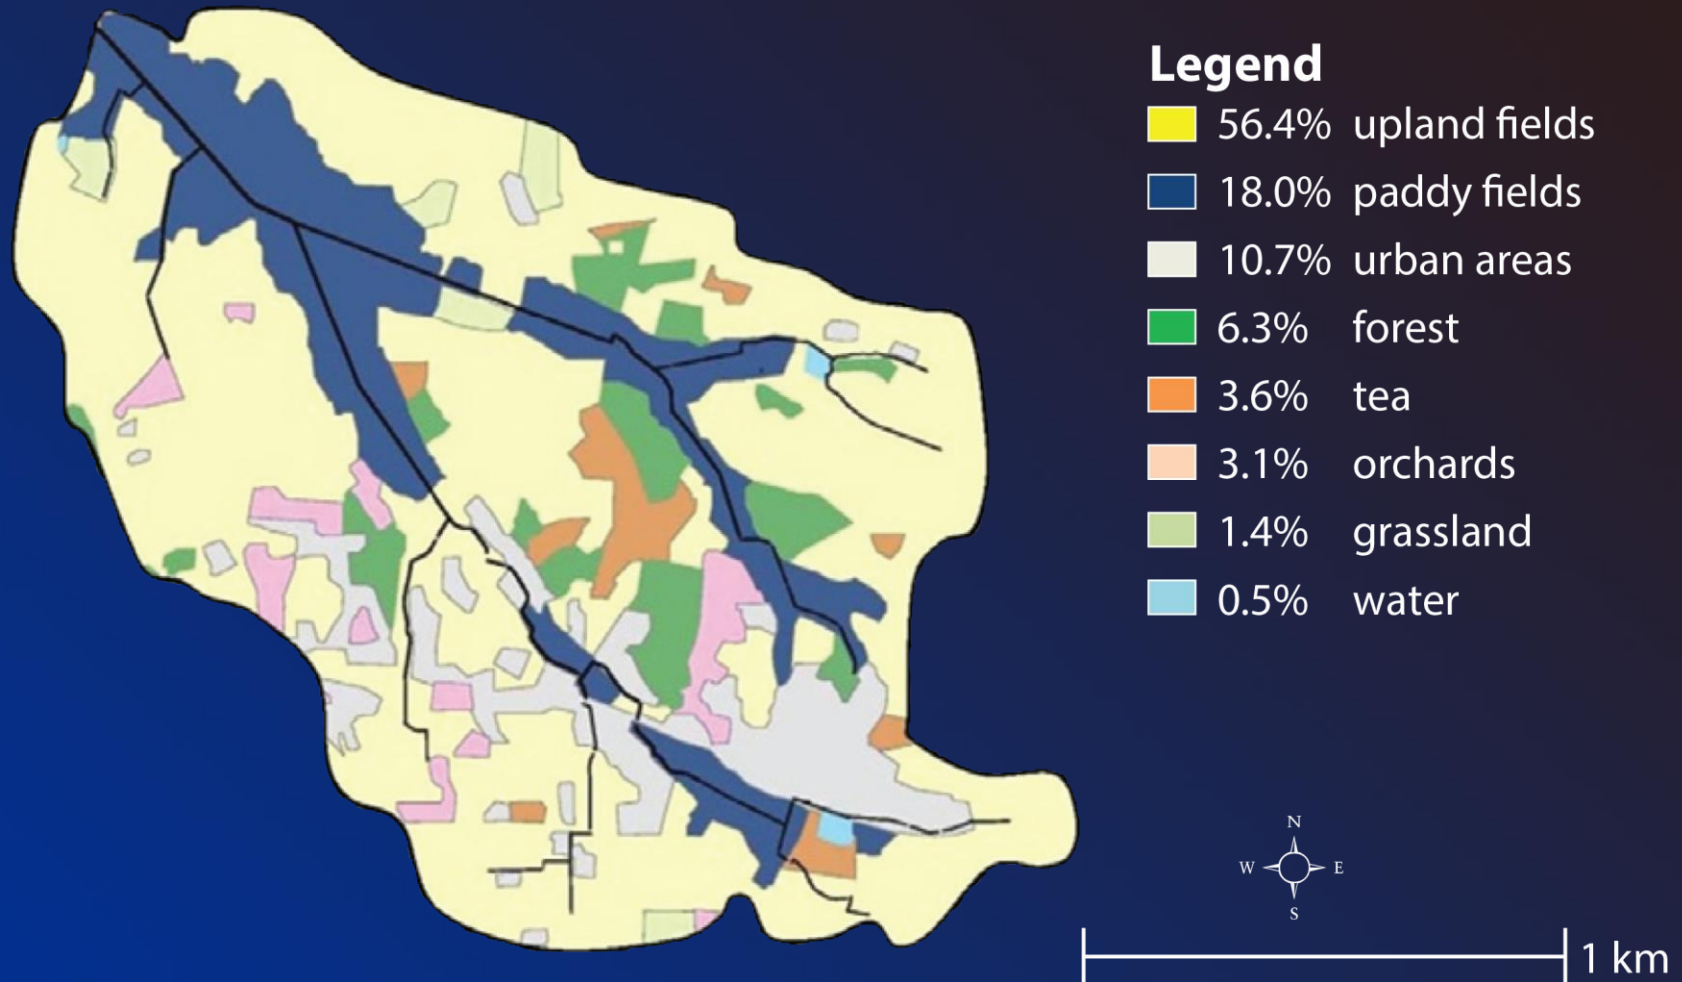 Legend
56.4% upland fields
18.0% paddy fields
10.7% urban areas
6.3% forest
3.6% tea
3.1% orchards
1.4% grassland
0.5% water
N
W E
S
1 km